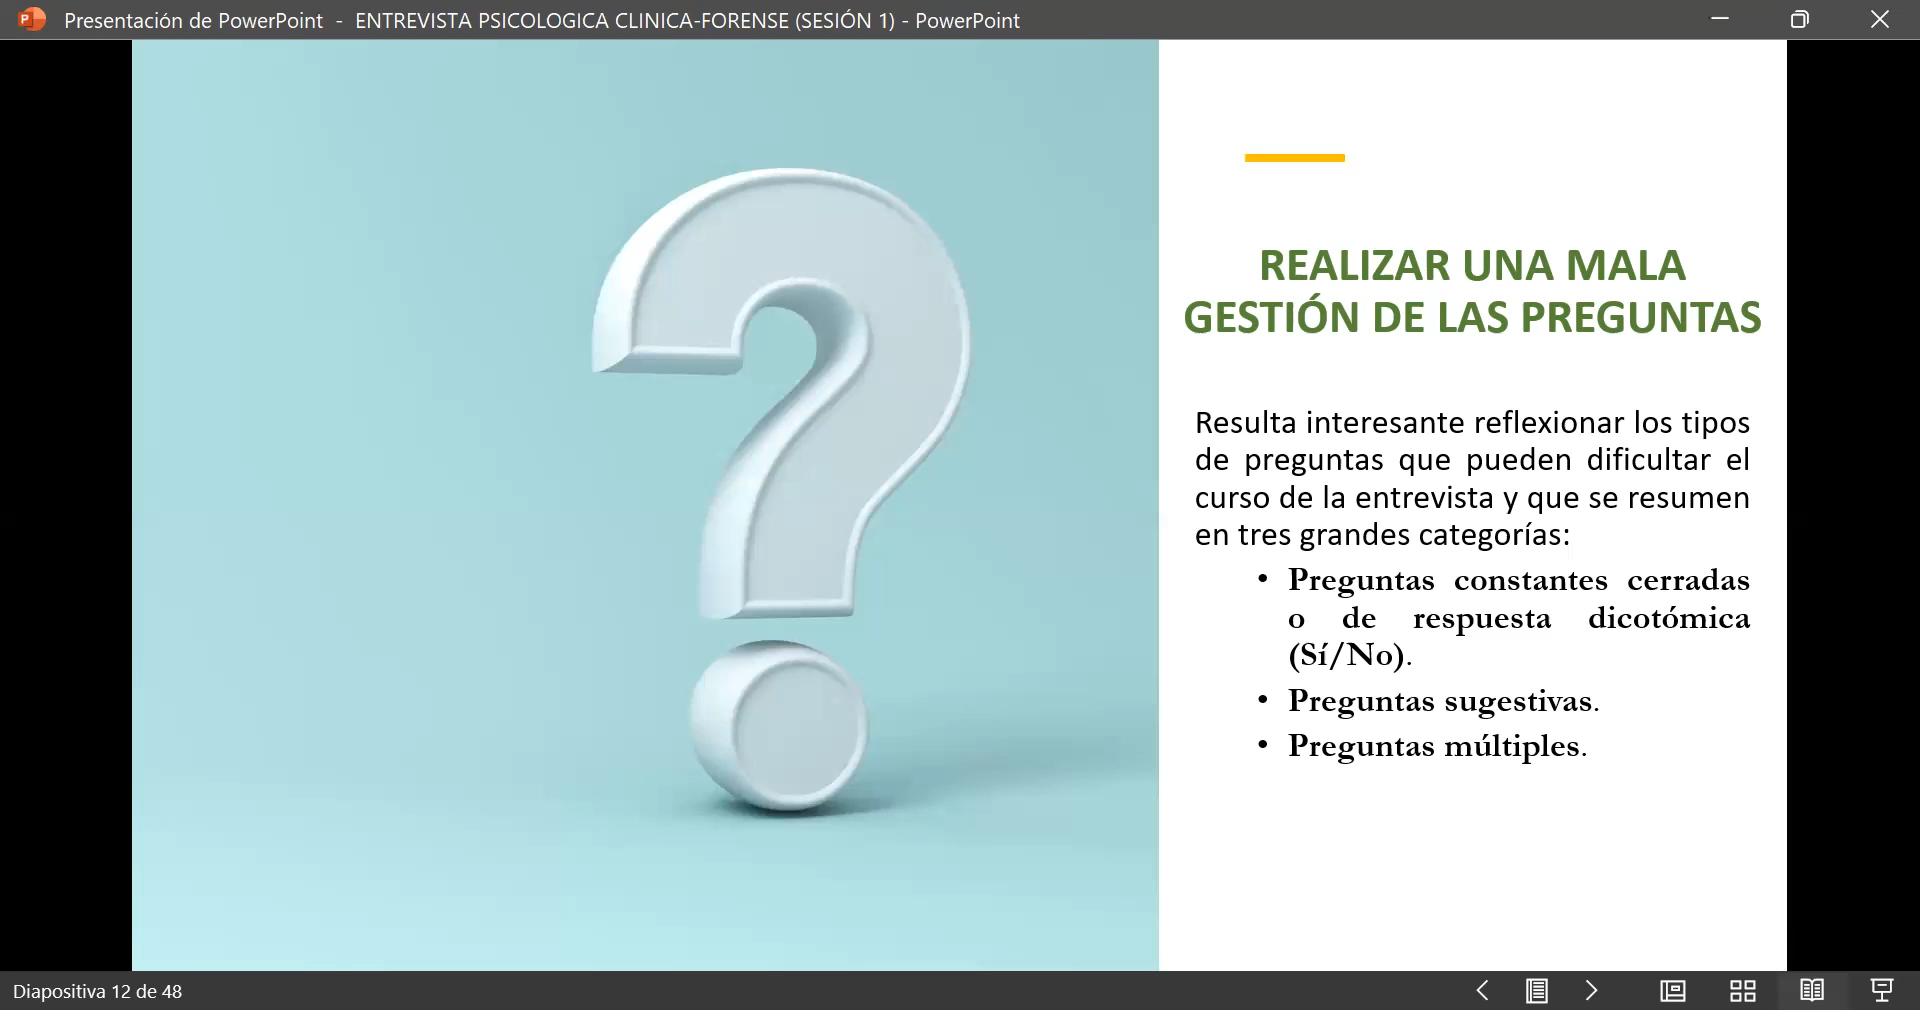 Presentación de PowerPoint - ENTREVISTA PSICOLOGICA CLINICA-FORENSE (SESIÓN 1) - PowerPoint
REALIZAR UNA MALA
GESTIÓN DE LAS PREGUNTAS
Resulta interesante reflexionar los tipos
de preguntas que pueden dificultar el
curso de la entrevista y que se resumen
en tres grandes categorías:
• Preguntas constantes cerradas
o de respuesta dicotómica
(Sí/No).
• Preguntas sugestivas.
• Preguntas múltiples.
Diapositiva 12 de 48